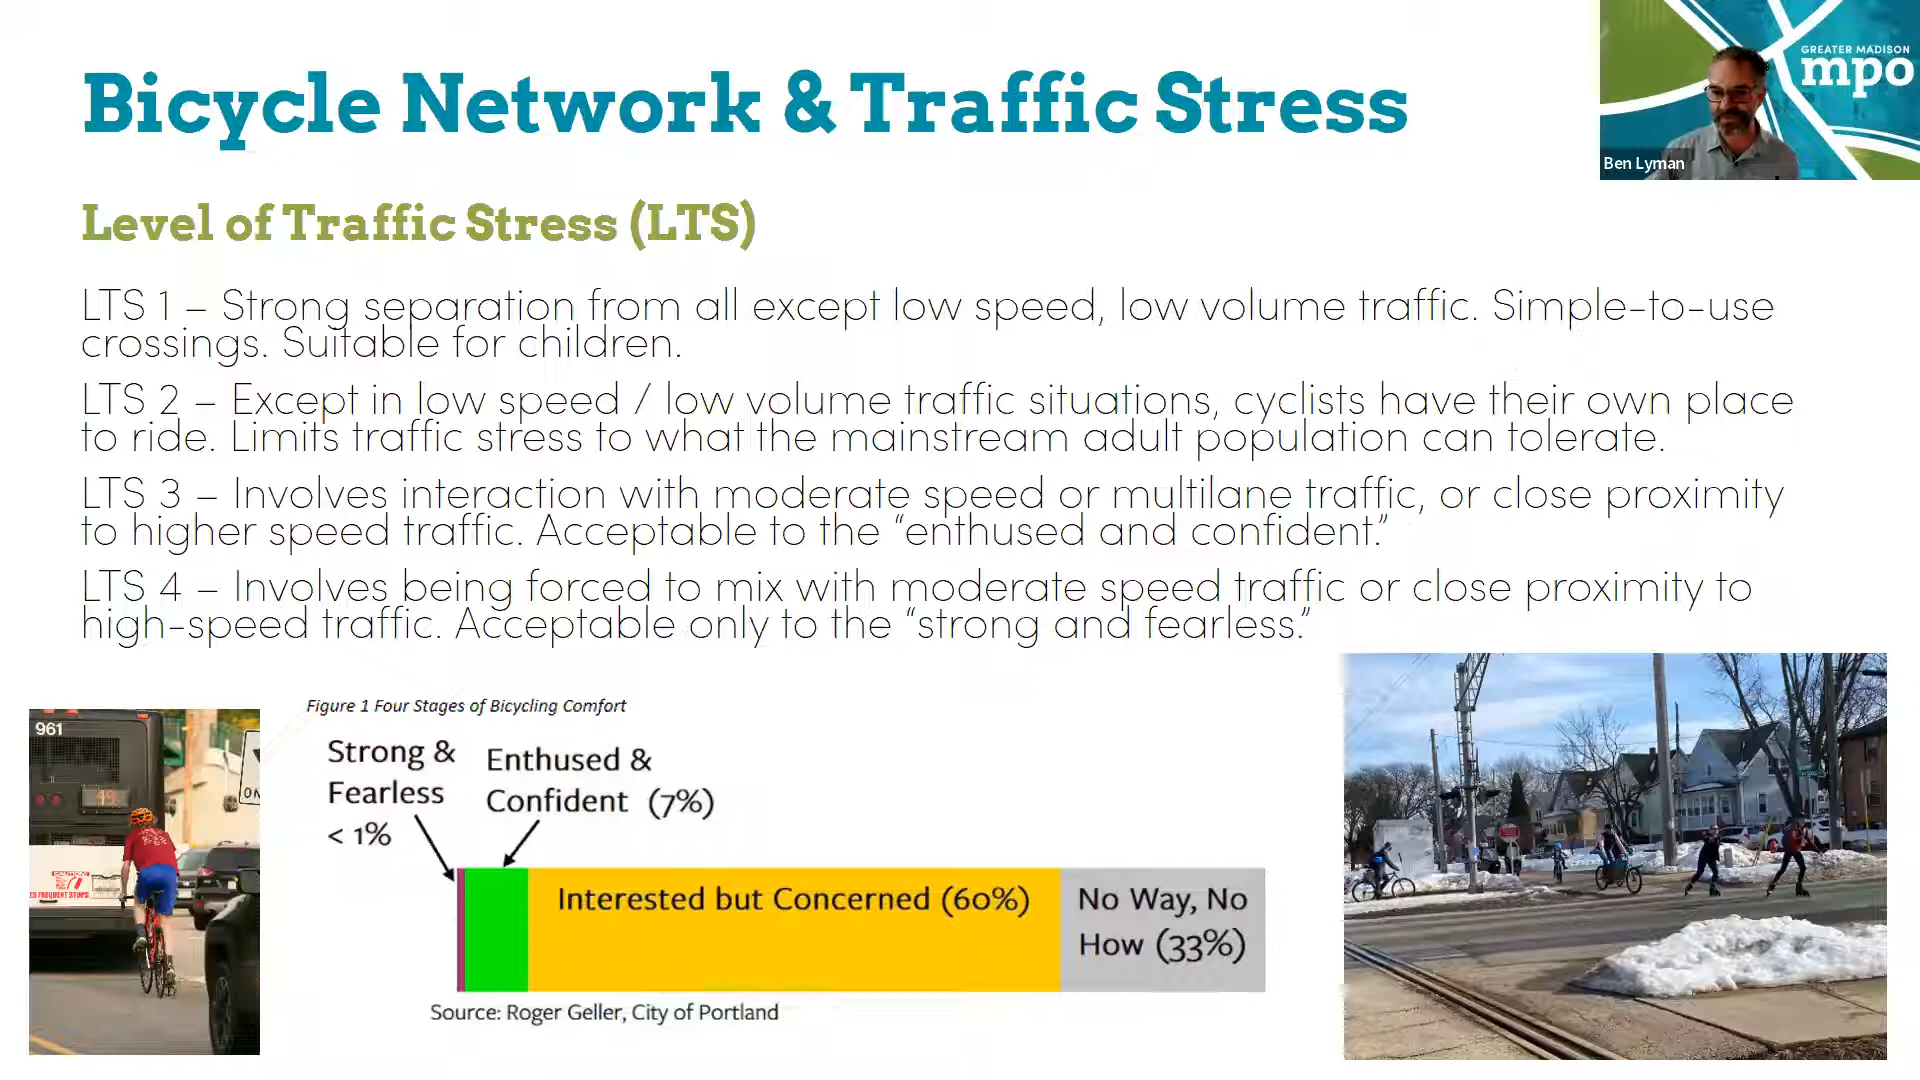 Bicycle Network & Traffic Stress
GREATER MADISON
mpo
Ben Lyman
Level of Traffic Stress (LTS)
LTS 1 – Strong separation from all except low speed, low volume traffic. Simple-to-use
crossings. Suitable for children.
LTS 2 – Except in low speed / low volume traffic situations, cyclists have their own place
to ride. Limits traffic stress to what the mainstream adult population can tolerate.
LTS 3 – Involves interaction with moderate speed or multilane traffic, or close proximity
to higher speed traffic. Acceptable to the “enthused and confident.”
LTS 4 – Involves being forced to mix with moderate speed traffic or close proximity to
high-speed traffic. Acceptable only to the “strong and fearless.”
961
ON
CAUTION!
ES FREQUENT STOPS
Figure 1 Four Stages of Bicycling Comfort
Strong &
Fearless
< 1%
Enthused &
Confident (7%)
Interested but Concerned (60%)
No Way, No
How (33%)
Source: Roger Geller, City of Portland